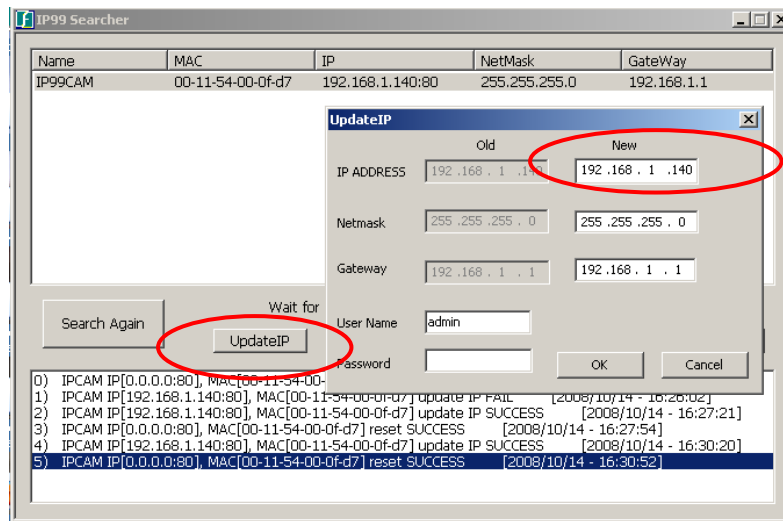 IP99 Searcher
Name MAC IP NetMask GateWay
IP99CAM 00-11-54-00-0f-d7 192.168.1.140:80 255.255.255.0 192.168.1.1
UpdateIP
Old New
IP ADDRESS 192 .168 . 1 .140 192 .168 . 1 .140
Netmask 255 .255 .255 . 0 255 .255 .255 . 0
Gateway 192 .168 . 1 . 1 192 .168 . 1 . 1
User Name admin
Password
OK Cancel
Wait for
Search Again UpdateIP
0) IPCAM IP[0.0.0.0:80], MAC[00-11-54-00-
1) IPCAM IP[192.168.1.140:80], MAC[00-11-54-00-0f-d7] update IP FAIL [2008/10/14 - 16:26:02]
2) IPCAM IP[192.168.1.140:80], MAC[00-11-54-00-0f-d7] update IP SUCCESS [2008/10/14 - 16:27:21]
3) IPCAM IP[0.0.0.0:80], MAC[00-11-54-00-0f-d7] reset SUCCESS [2008/10/14 - 16:27:54]
4) IPCAM IP[192.168.1.140:80], MAC[00-11-54-00-0f-d7] update IP SUCCESS [2008/10/14 - 16:30:20]
5) IPCAM IP[0.0.0.0:80], MAC[00-11-54-00-0f-d7] reset SUCCESS [2008/10/14 - 16:30:52]